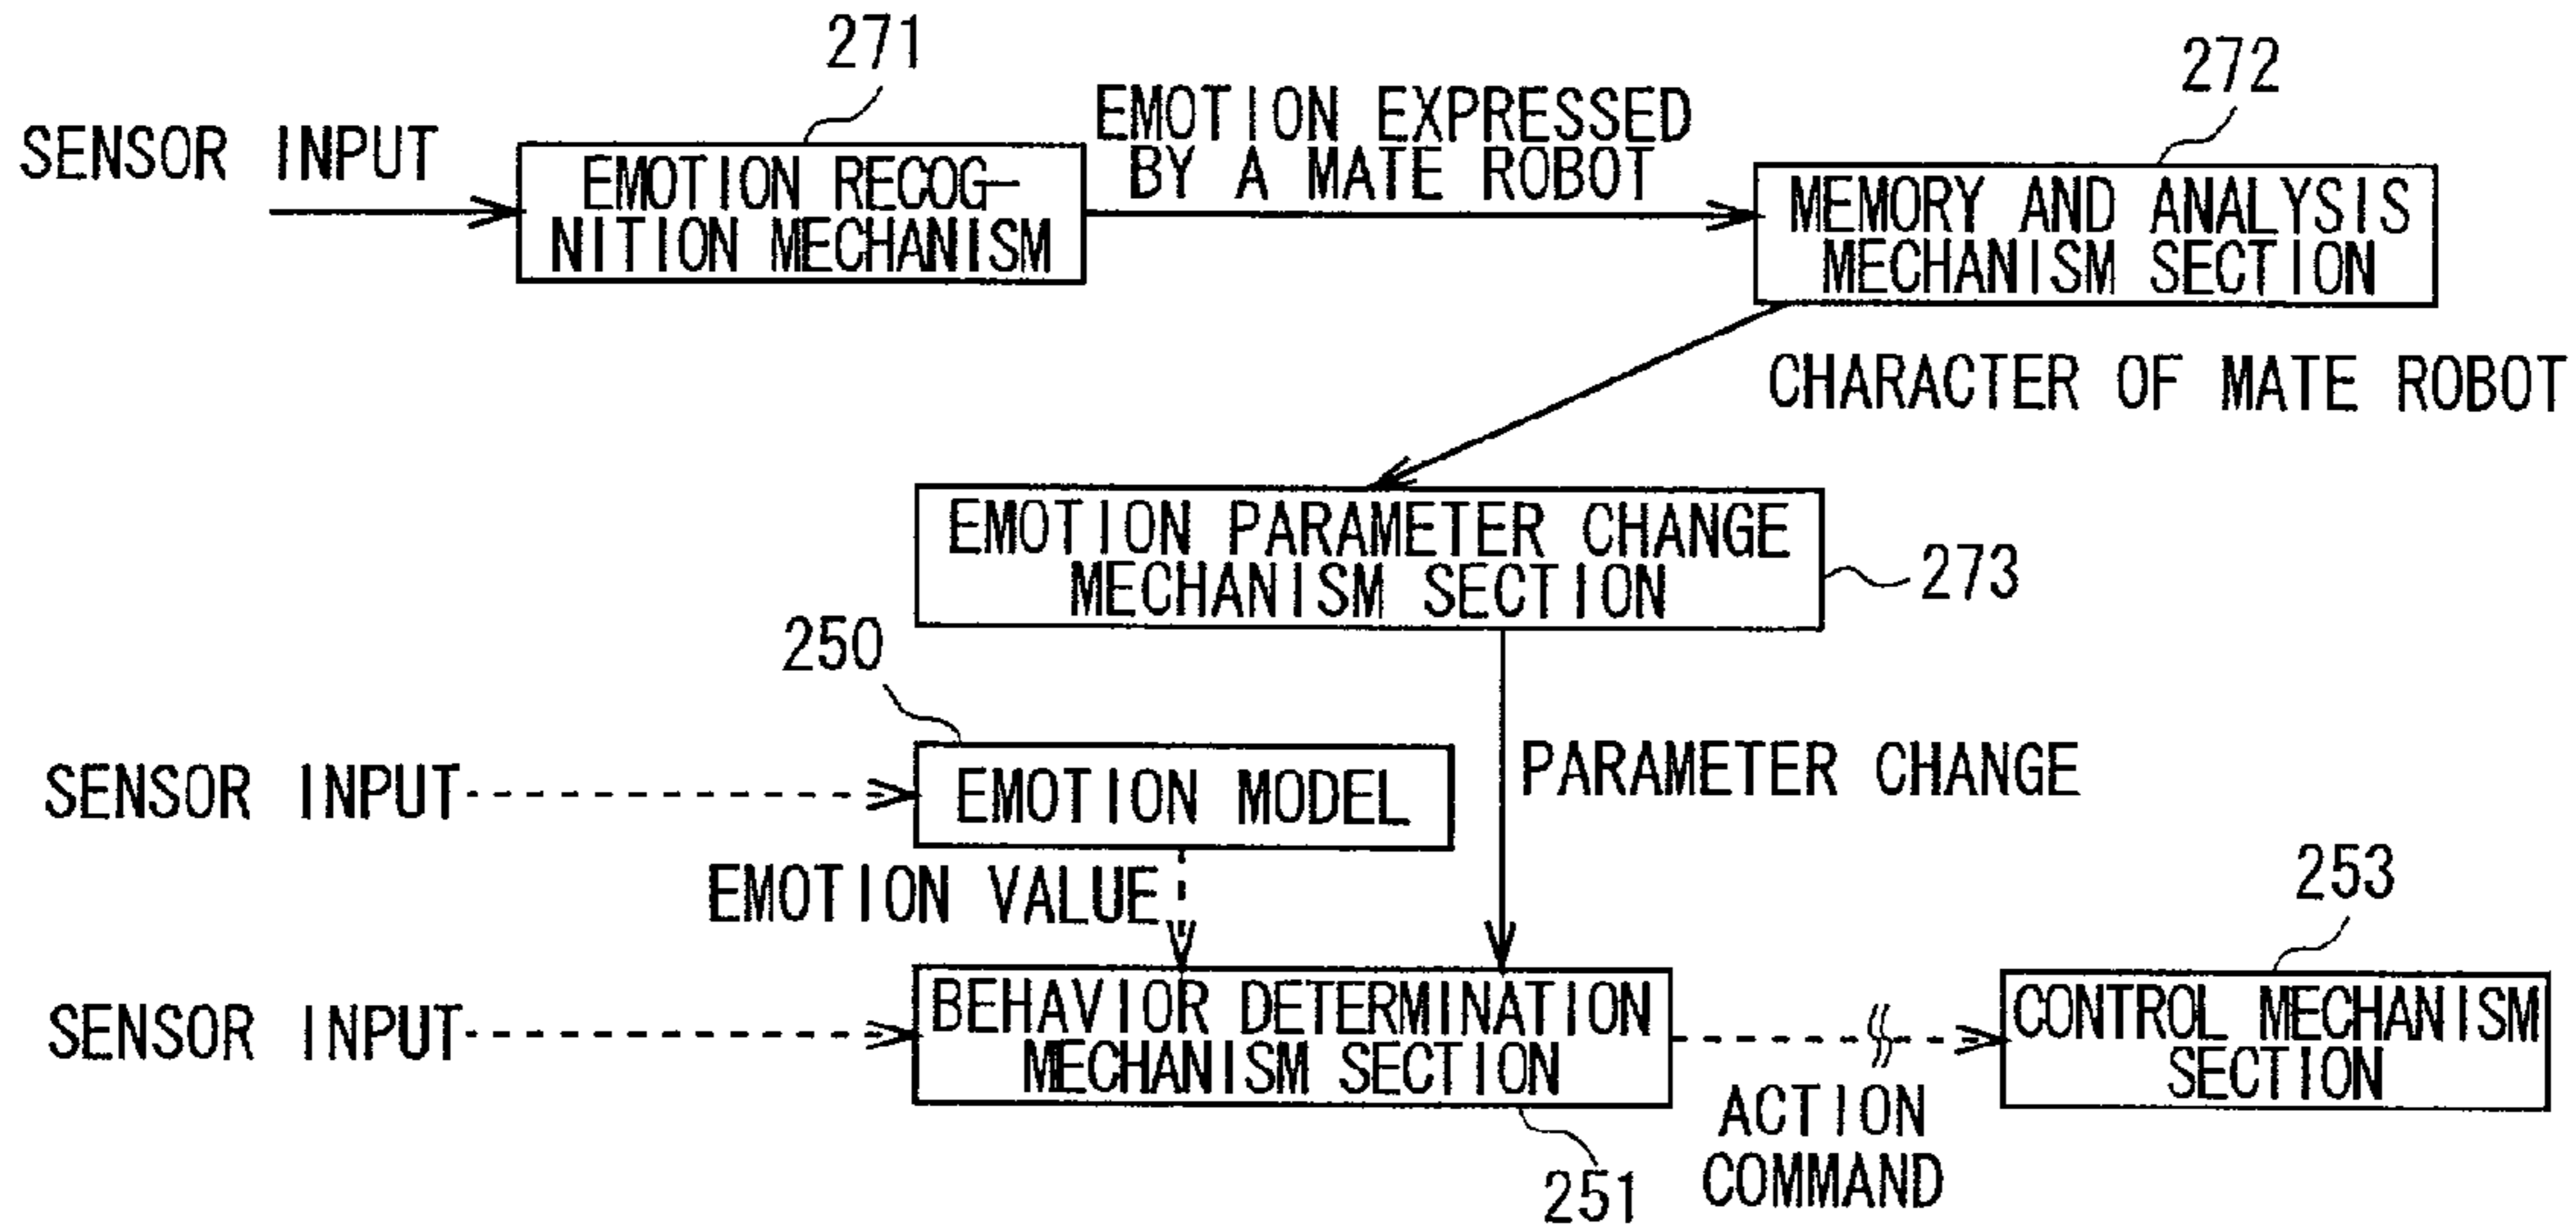 271
272
SENSOR INPUT
EMOTION EXPRESSED
BY A MATE ROBOT
EMOTION RECOG-
NITION MECHANISM
MEMORY AND ANALYSIS
MECHANISM SECTION
CHARACTER OF MATE ROBOT
EMOTION PARAMETER CHANGE
MECHANISM SECTION
273
250
SENSOR INPUT
EMOTION MODEL
PARAMETER CHANGE
EMOTION VALUE
253
SENSOR INPUT
BEHAVIOR DETERMINATION
MECHANISM SECTION
CONTROL MECHANISM
SECTION
ACTION
COMMAND
251